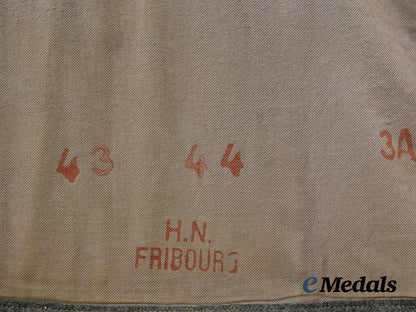 43 44 3A
H.N.
FRIBOURG
eMedals